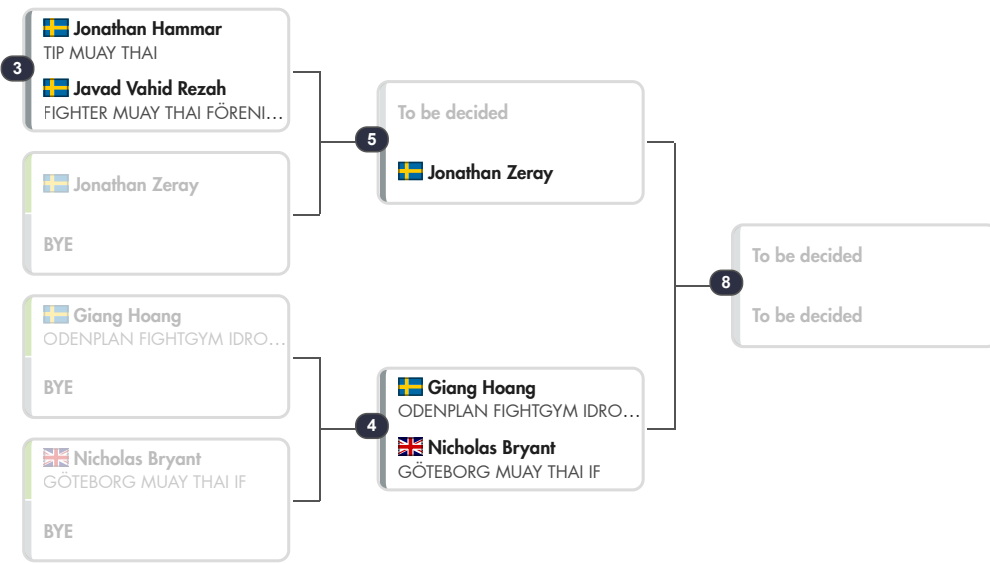 Jonathan Hammar
TIP MUAY THAI
3
Javad Vahid Rezah
FIGHTER MUAY THAI FÖRENI...
Jonathan Zeray
BYE
Giang Hoang
ODENPLAN FIGHTGYM IDRO...
BYE
Nicholas Bryant
GÖTEBORG MUAY THAI IF
BYE
To be decided
5
Jonathan Zeray
Giang Hoang
ODENPLAN FIGHTGYM IDRO...
4
Nicholas Bryant
GÖTEBORG MUAY THAI IF
To be decided
8
To be decided